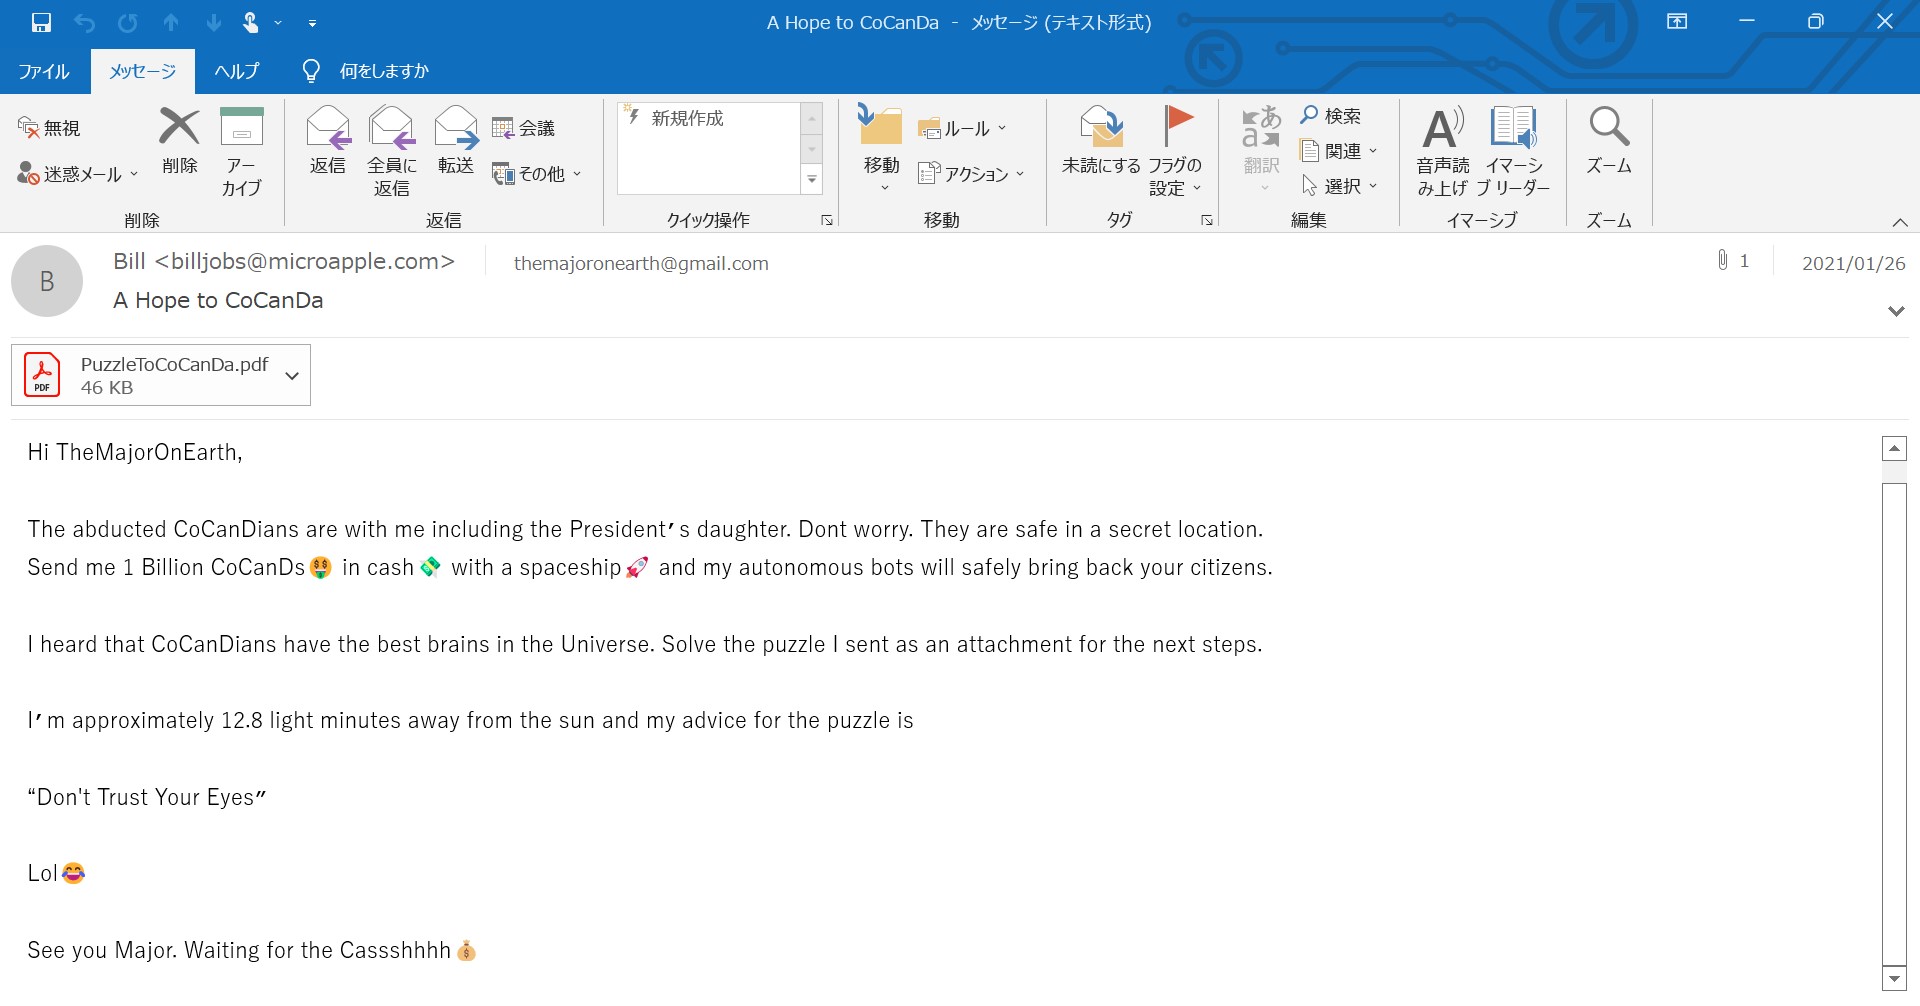 A Hope to CoCanDa - メッセージ (テキスト形式)
ファイル メッセージ ヘルプ 何をしますか
無視
迷惑メール
削除
アーカイブ
削除
返信
全員に返信
転送
会議
その他
返信
新規作成
クイック操作
移動
ルール
アクション
移動
未読にする
フラグの設定
タグ
翻訳
検索
関連
選択
編集
音声読み上げ
イマーシブ リーダー
イマーシブ
ズーム
ズーム
B
Bill <billjobs@microapple.com> themajoronearth@gmail.com
1 2021/01/26
A Hope to CoCanDa
PDF
PuzzleToCoCanDa.pdf
46 KB
Hi TheMajorOnEarth,
The abducted CoCanDians are with me including the President’s daughter. Dont worry. They are safe in a secret location.
Send me 1 Billion CoCanDs🤑 in cash💸 with a spaceship🚀 and my autonomous bots will safely bring back your citizens.
I heard that CoCanDians have the best brains in the Universe. Solve the puzzle I sent as an attachment for the next steps.
I’m approximately 12.8 light minutes away from the sun and my advice for the puzzle is
“Don't Trust Your Eyes”
Lol😂
See you Major. Waiting for the Cassshhhh💰